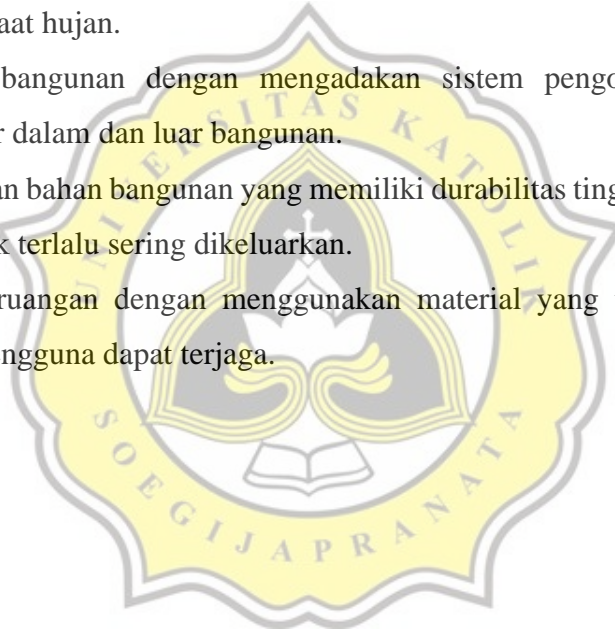 aat hujan.
bangunan dengan mengadakan sistem pengo
r dalam dan luar bangunan.
an bahan bangunan yang memiliki durabilitas ting
k terlalu sering dikeluarkan.
ruangan dengan menggunakan material yang
engguna dapat terjaga.
UNIVERSITAS KATOLIK
SOEGIJAPRANATA